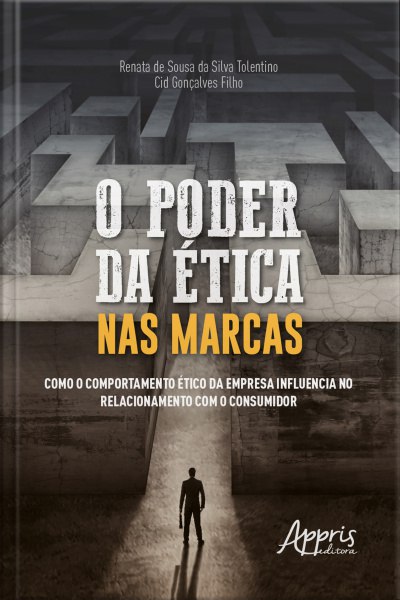 Renata de Sousa da Silva Tolentino
Cid Gonçalves Filho
O PODER
DA ÉTICA
NAS MARCAS
COMO O COMPORTAMENTO ÉTICO DA EMPRESA INFLUENCIA NO
RELACIONAMENTO COM O CONSUMIDOR
Appris
editora